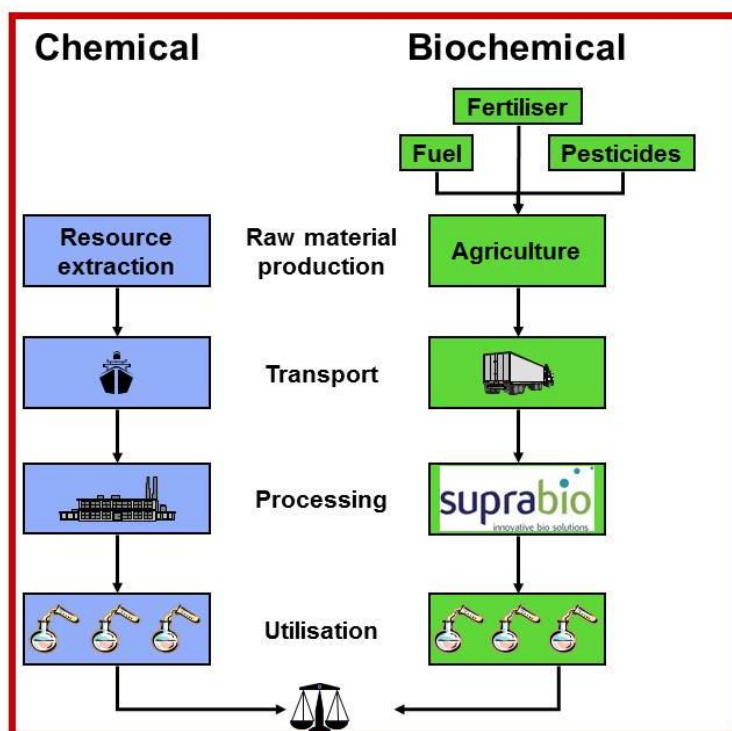 Chemical
Biochemical
Fertiliser
Fuel
Pesticides
Resource
extraction
Raw material
production
Agriculture
Transport
Processing
suprabio
innovative bio solutions
Utilisation